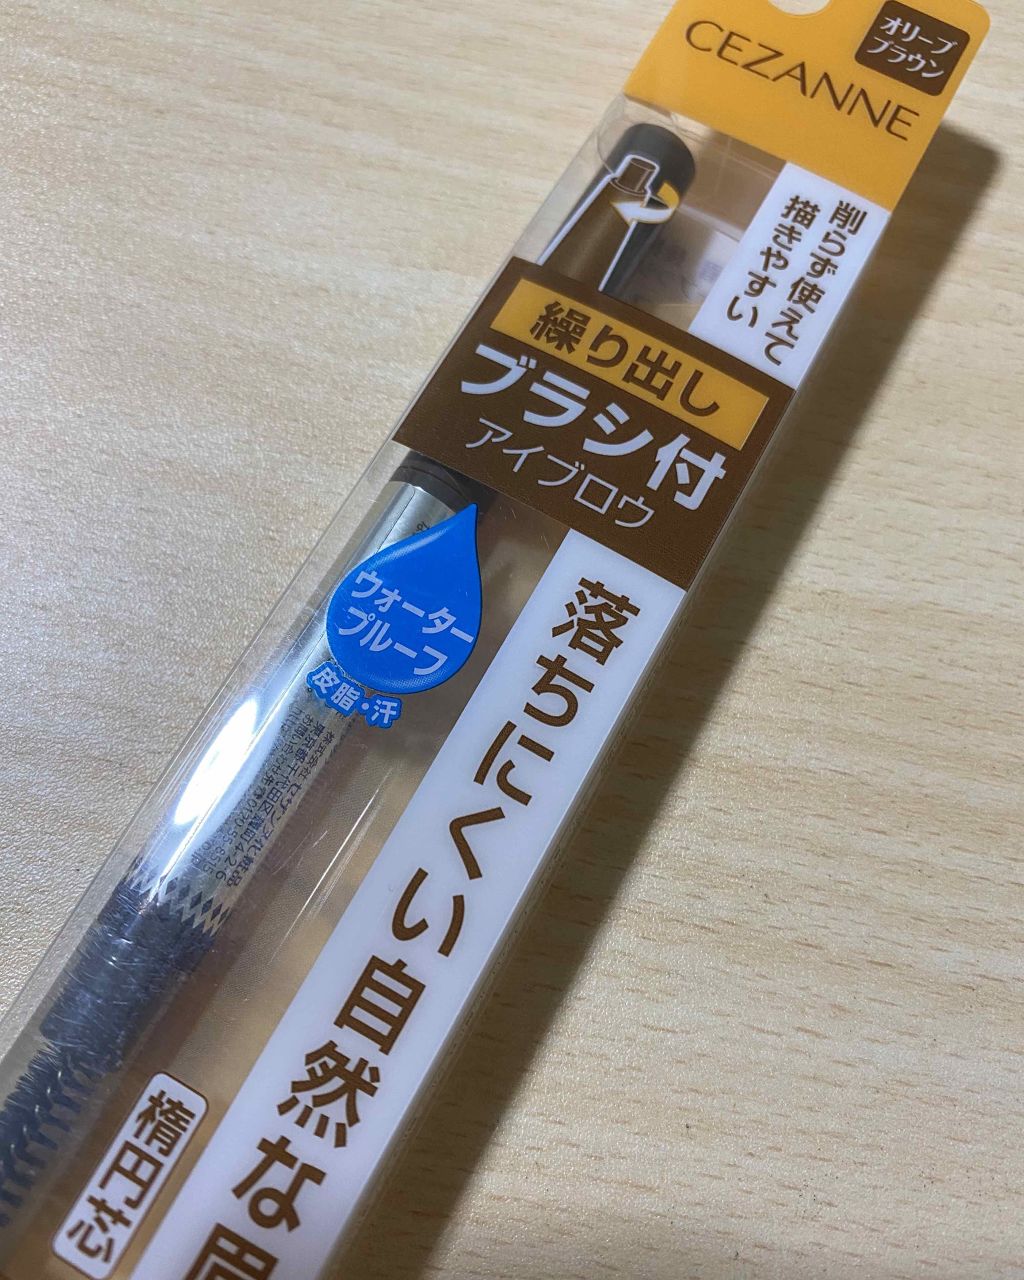 オリーブ
ブラウン
CEZANNE
削らず使えて
描きやすい
繰り出し
ブラシ付
アイブロウ
ウォーター
プルーフ
皮脂・汗
落ちにくい自然な眉
楕円芯